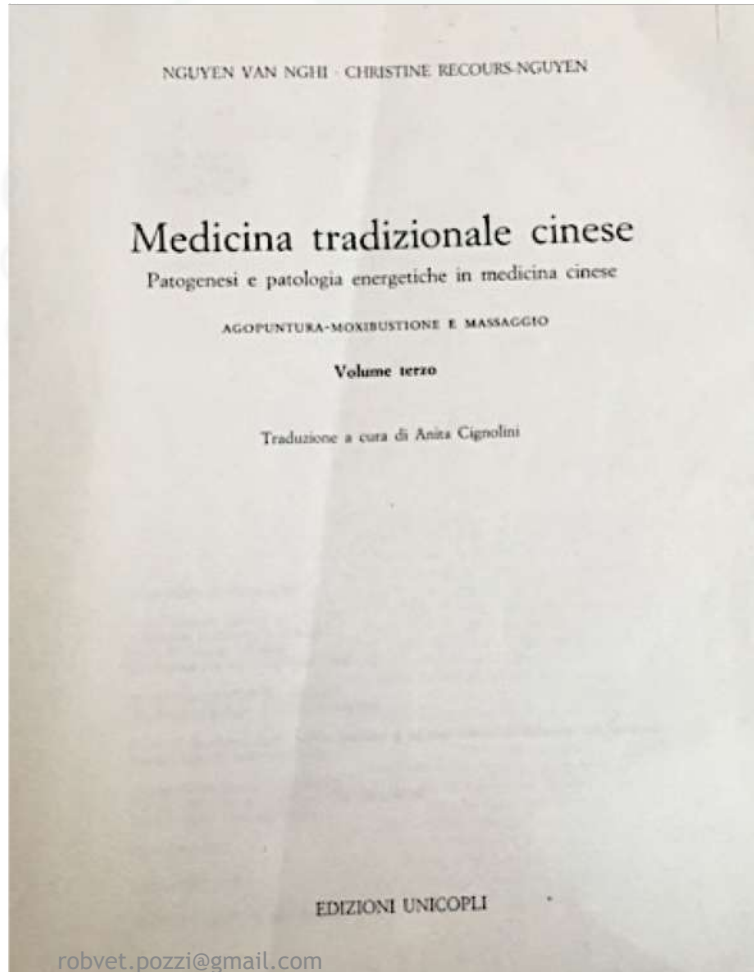 NGUYEN VAN NGHI · CHRISTINE RECOURS-NGUYEN
Medicina tradizionale cinese
Patogenesi e patologia energetiche in medicina cinese
AGOPUNTURA-MOXIBUSTIONE E MASSAGGIO
Volume terzo
Traduzione a cura di Anita Cignolini
EDIZIONI UNICOPLI
robvet.pozzi@gmail.com